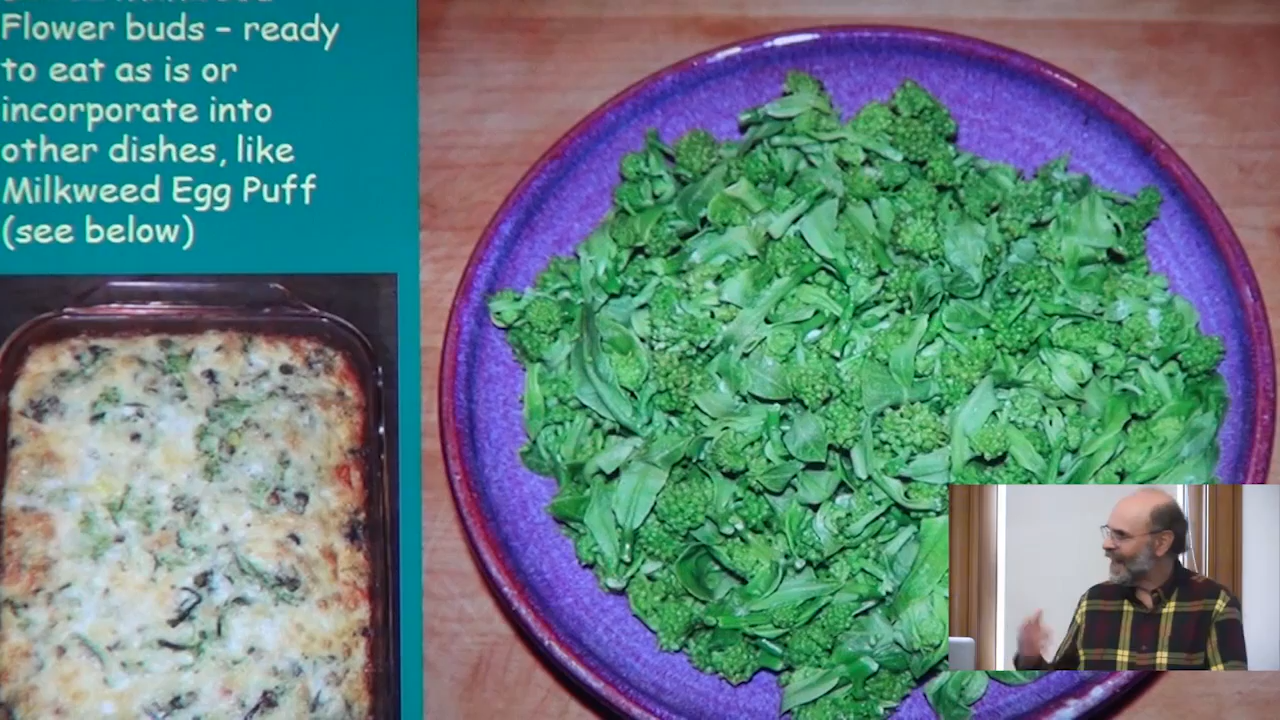 Flower buds – ready
to eat as is or
incorporate into
other dishes, like
Milkweed Egg Puff
(see below)